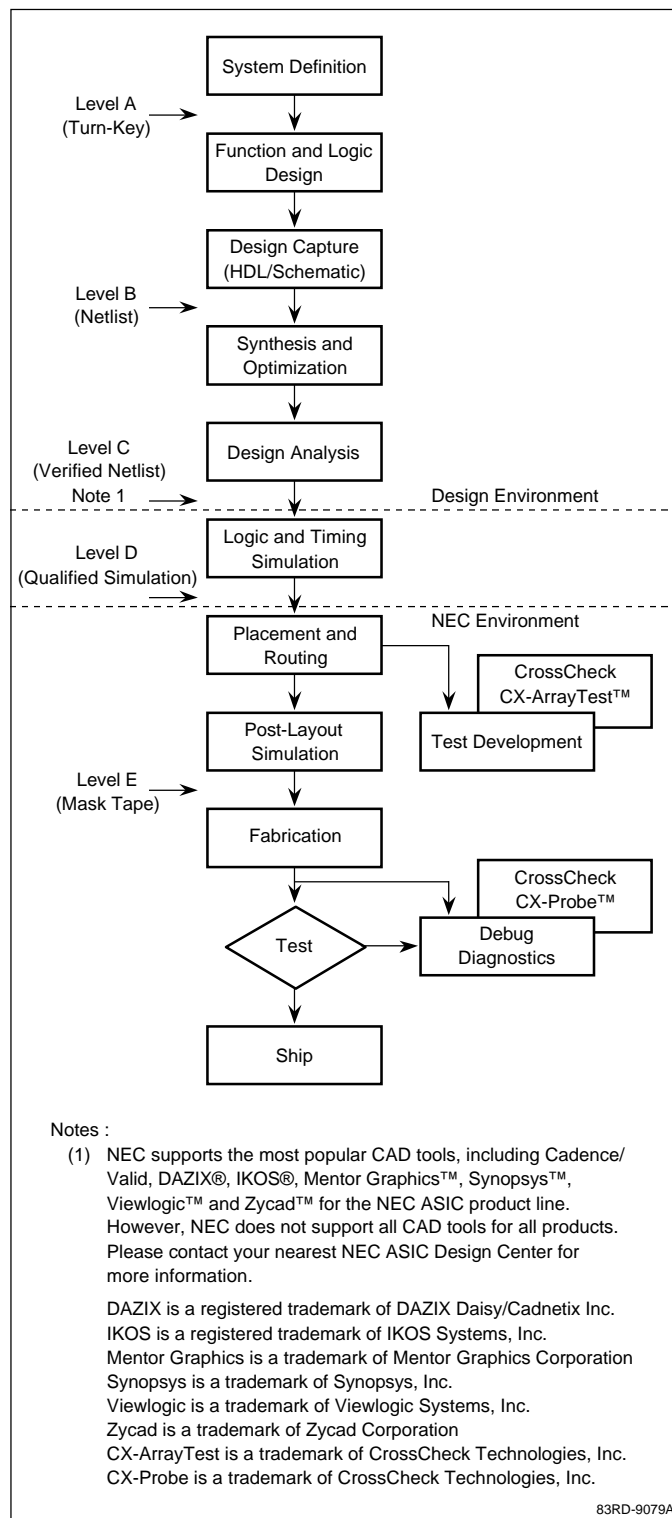 System Definition
Level A
(Turn-Key)
Function and Logic
Design
Design Capture
(HDL/Schematic)
Level B
(Netlist)
Synthesis and
Optimization
Level C
(Verified Netlist)
Note 1
Design Analysis
Design Environment
Level D
(Qualified Simulation)
Logic and Timing
Simulation
NEC Environment
Placement and
Routing
CrossCheck
CX-ArrayTest™
Test Development
Post-Layout
Simulation
Level E
(Mask Tape)
Fabrication
CrossCheck
CX-Probe™
Debug
Diagnostics
Test
Ship
Notes :
(1) NEC supports the most popular CAD tools, including Cadence/
Valid, DAZIX®, IKOS®, Mentor Graphics™, Synopsys™,
Viewlogic™ and Zycad™ for the NEC ASIC product line.
However, NEC does not support all CAD tools for all products.
Please contact your nearest NEC ASIC Design Center for
more information.
DAZIX is a registered trademark of DAZIX Daisy/Cadnetix Inc.
IKOS is a registered trademark of IKOS Systems, Inc.
Mentor Graphics is a trademark of Mentor Graphics Corporation
Synopsys is a trademark of Synopsys, Inc.
Viewlogic is a trademark of Viewlogic Systems, Inc.
Zycad is a trademark of Zycad Corporation
CX-ArrayTest is a trademark of CrossCheck Technologies, Inc.
CX-Probe is a trademark of CrossCheck Technologies, Inc.
83RD-9079A